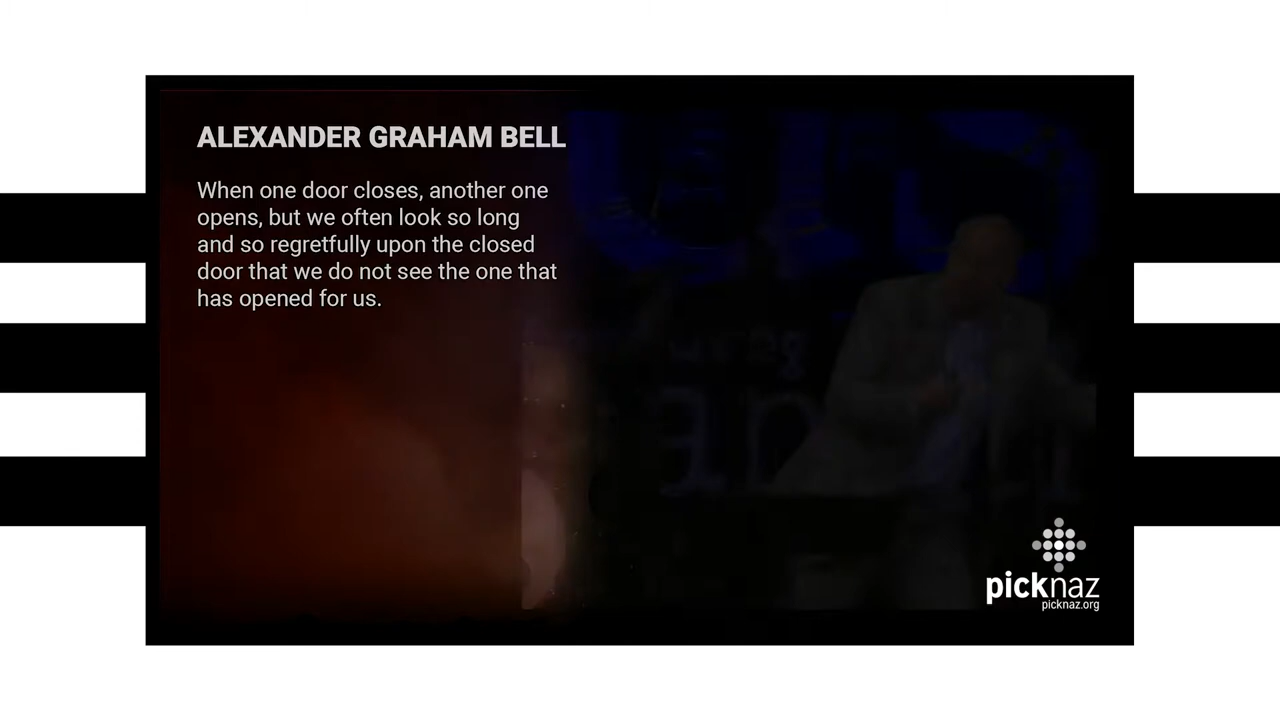 ALEXANDER GRAHAM BELL
When one door closes, another one
opens, but we often look so long
and so regretfully upon the closed
door that we do not see the one that
has opened for us.
picknaz
picknaz.org